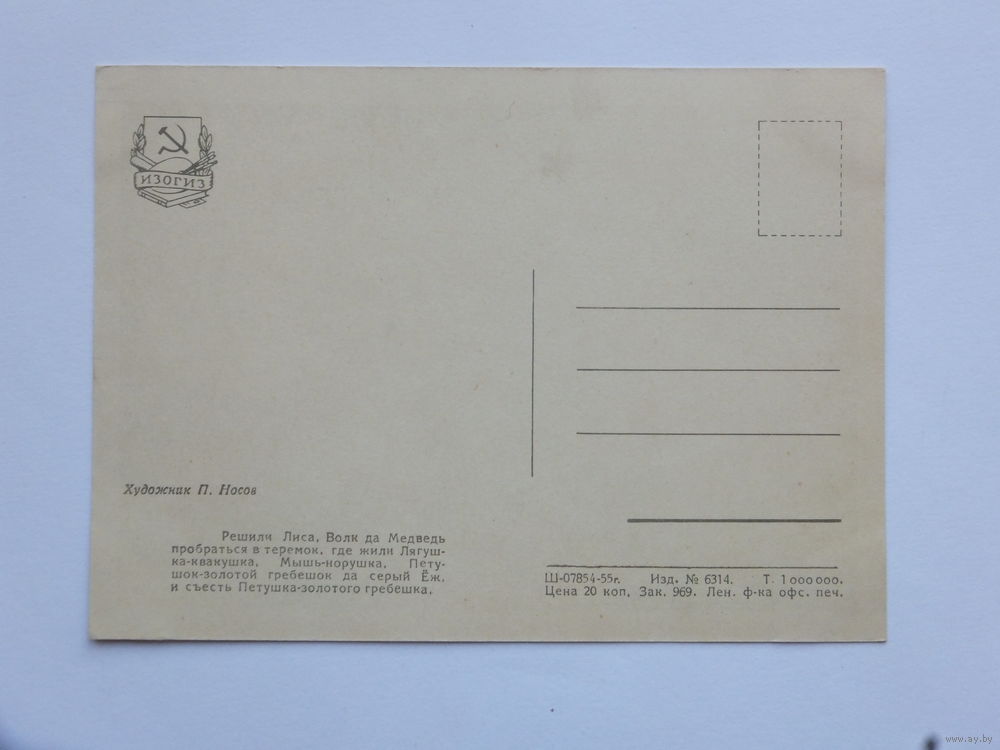 ИЗОГИЗ
Художник П. Носов
Решили Лиса, Волк да Медведь
пробраться в теремок, где жили Лягуш-
ка-квакушка, Мышь-норушка, Пету-
шок-золотой гребешок да серый Ёж,
и съесть Петушка-золотого гребешка.
Ш-07854-55г. Изд. № 6314. Т. 1 000 000.
Цена 20 коп. Зак. 969. Лен. ф-ка офс. печ.
www.ay.by